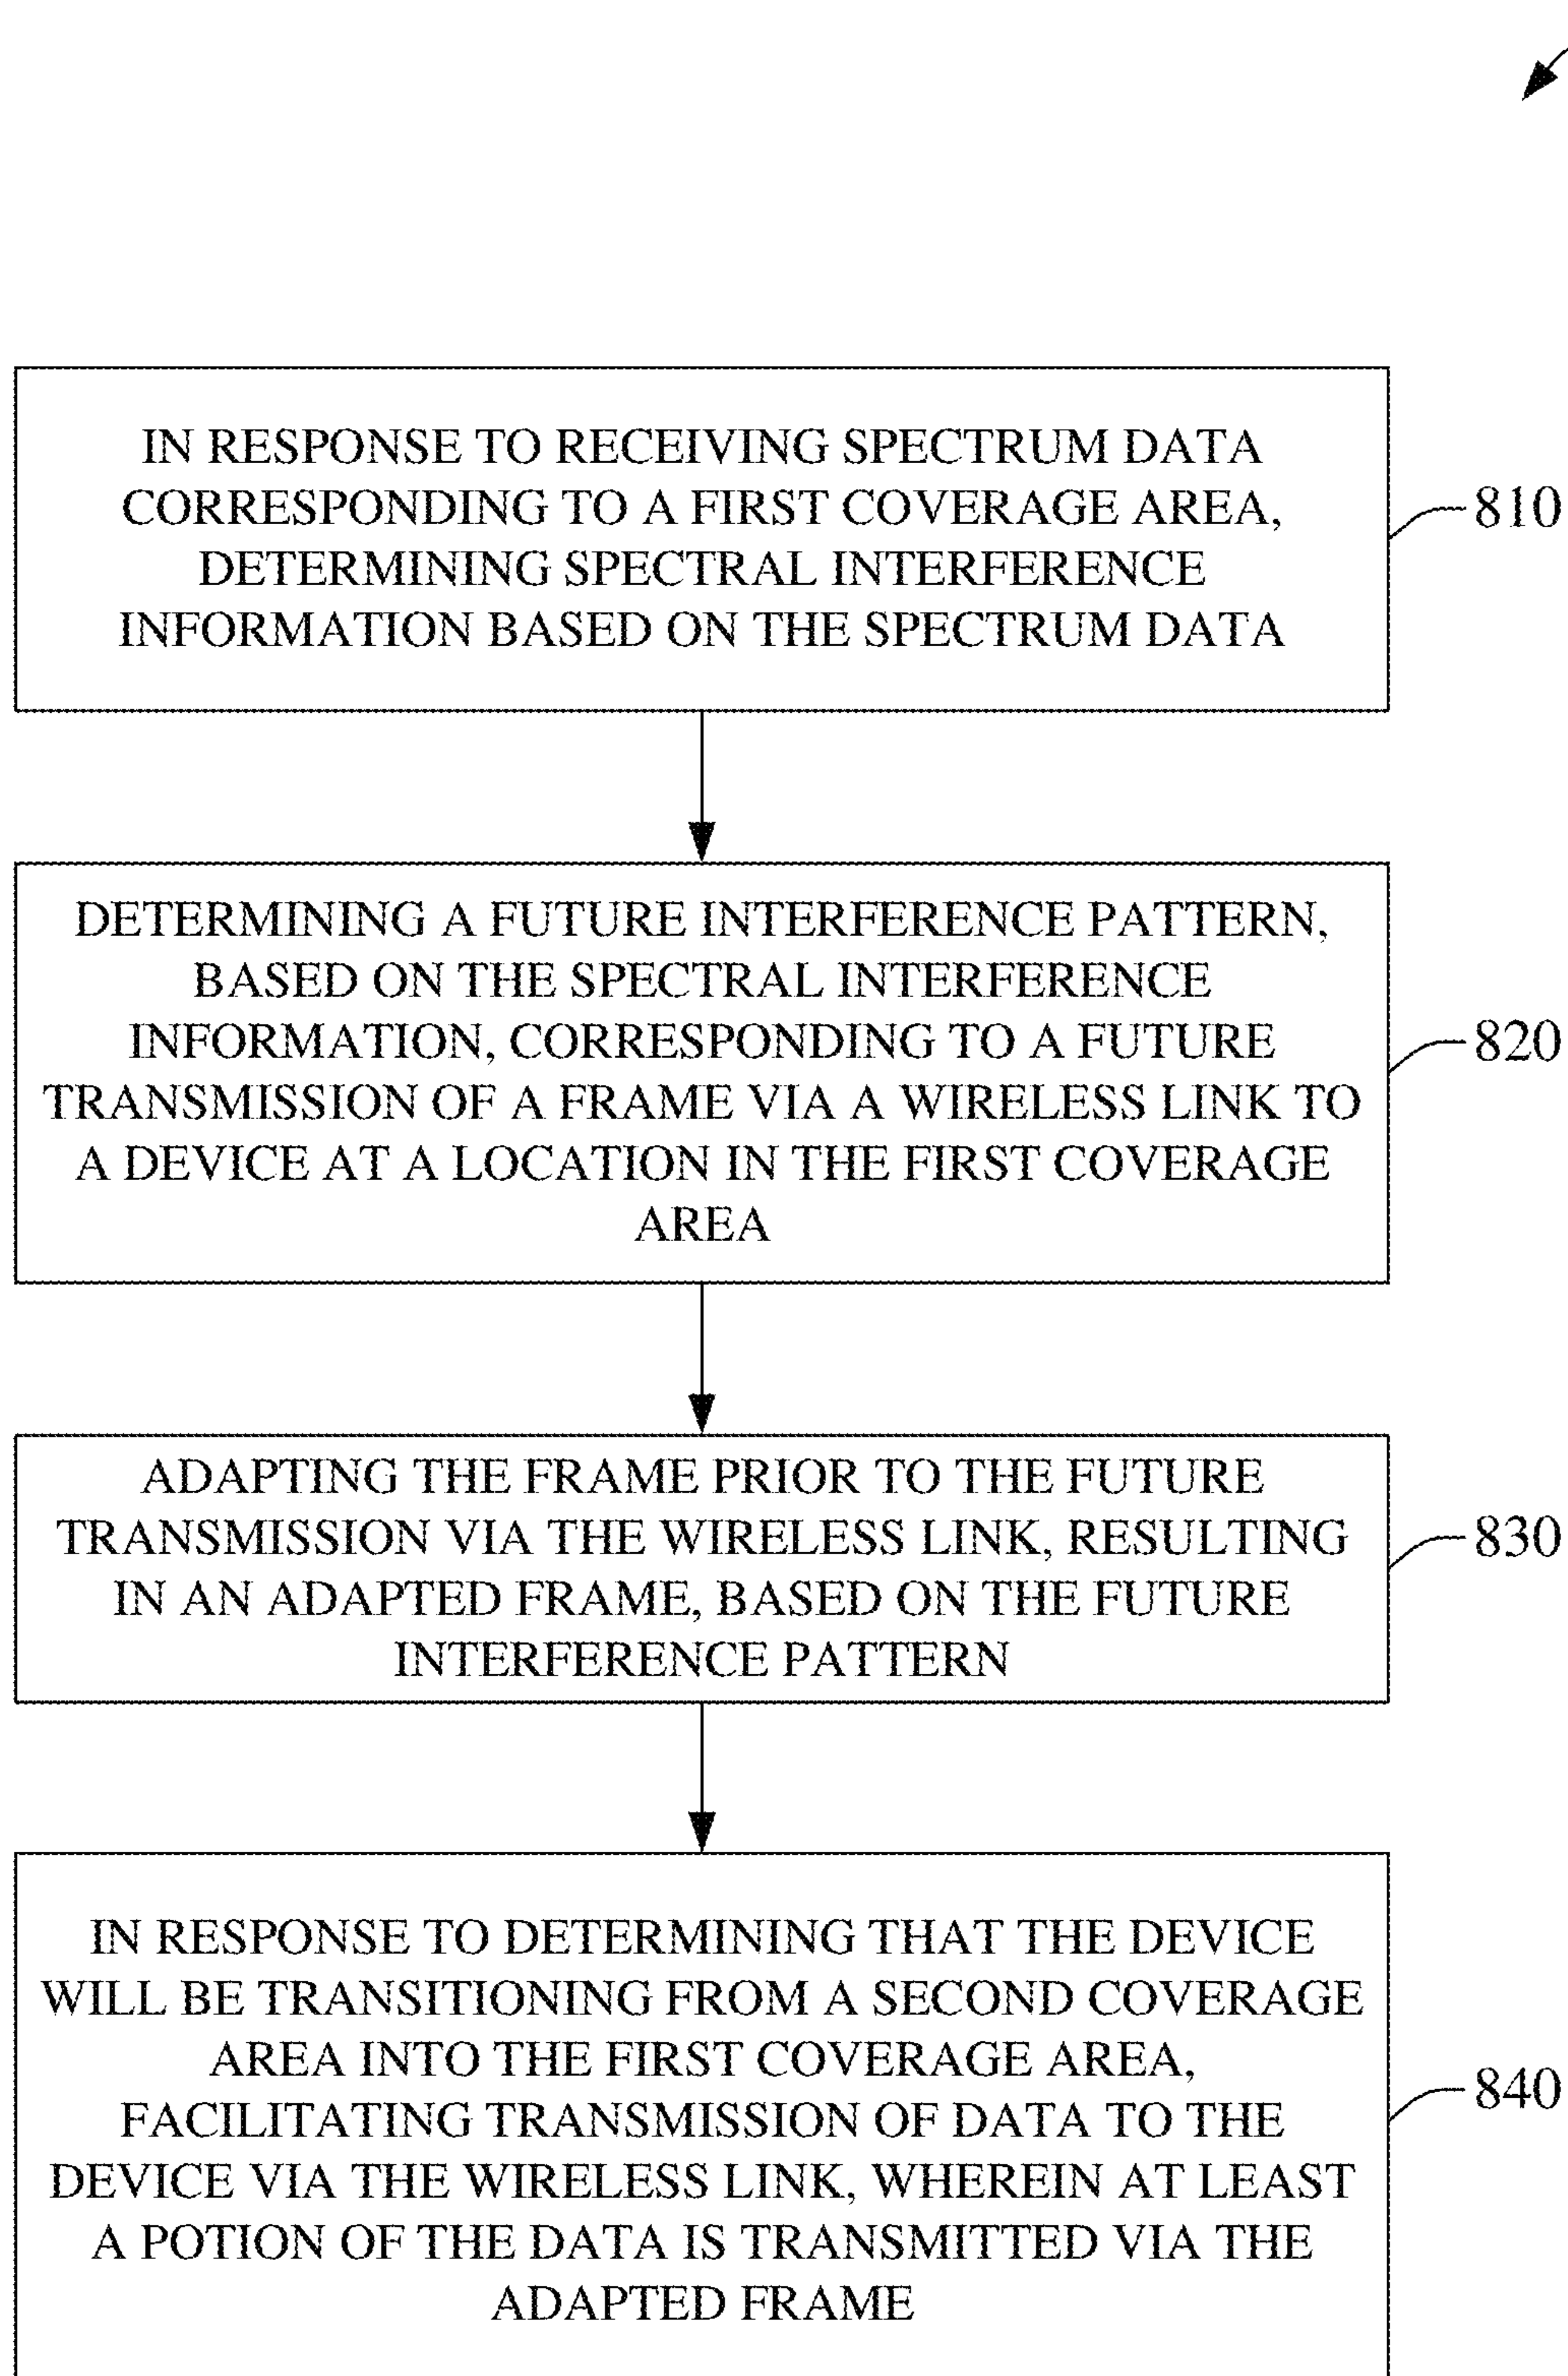 IN RESPONSE TO RECEIVING SPECTRUM DATA
CORRESPONDING TO A FIRST COVERAGE AREA,
DETERMINING SPECTRAL INTERFERENCE
INFORMATION BASED ON THE SPECTRUM DATA
810
DETERMINING A FUTURE INTERFERENCE PATTERN,
BASED ON THE SPECTRAL INTERFERENCE
INFORMATION, CORRESPONDING TO A FUTURE
TRANSMISSION OF A FRAME VIA A WIRELESS LINK TO
A DEVICE AT A LOCATION IN THE FIRST COVERAGE
AREA
820
ADAPTING THE FRAME PRIOR TO THE FUTURE
TRANSMISSION VIA THE WIRELESS LINK, RESULTING
IN AN ADAPTED FRAME, BASED ON THE FUTURE
INTERFERENCE PATTERN
830
IN RESPONSE TO DETERMINING THAT THE DEVICE
WILL BE TRANSITIONING FROM A SECOND COVERAGE
AREA INTO THE FIRST COVERAGE AREA,
FACILITATING TRANSMISSION OF DATA TO THE
DEVICE VIA THE WIRELESS LINK, WHEREIN AT LEAST
A POTION OF THE DATA IS TRANSMITTED VIA THE
ADAPTED FRAME
840